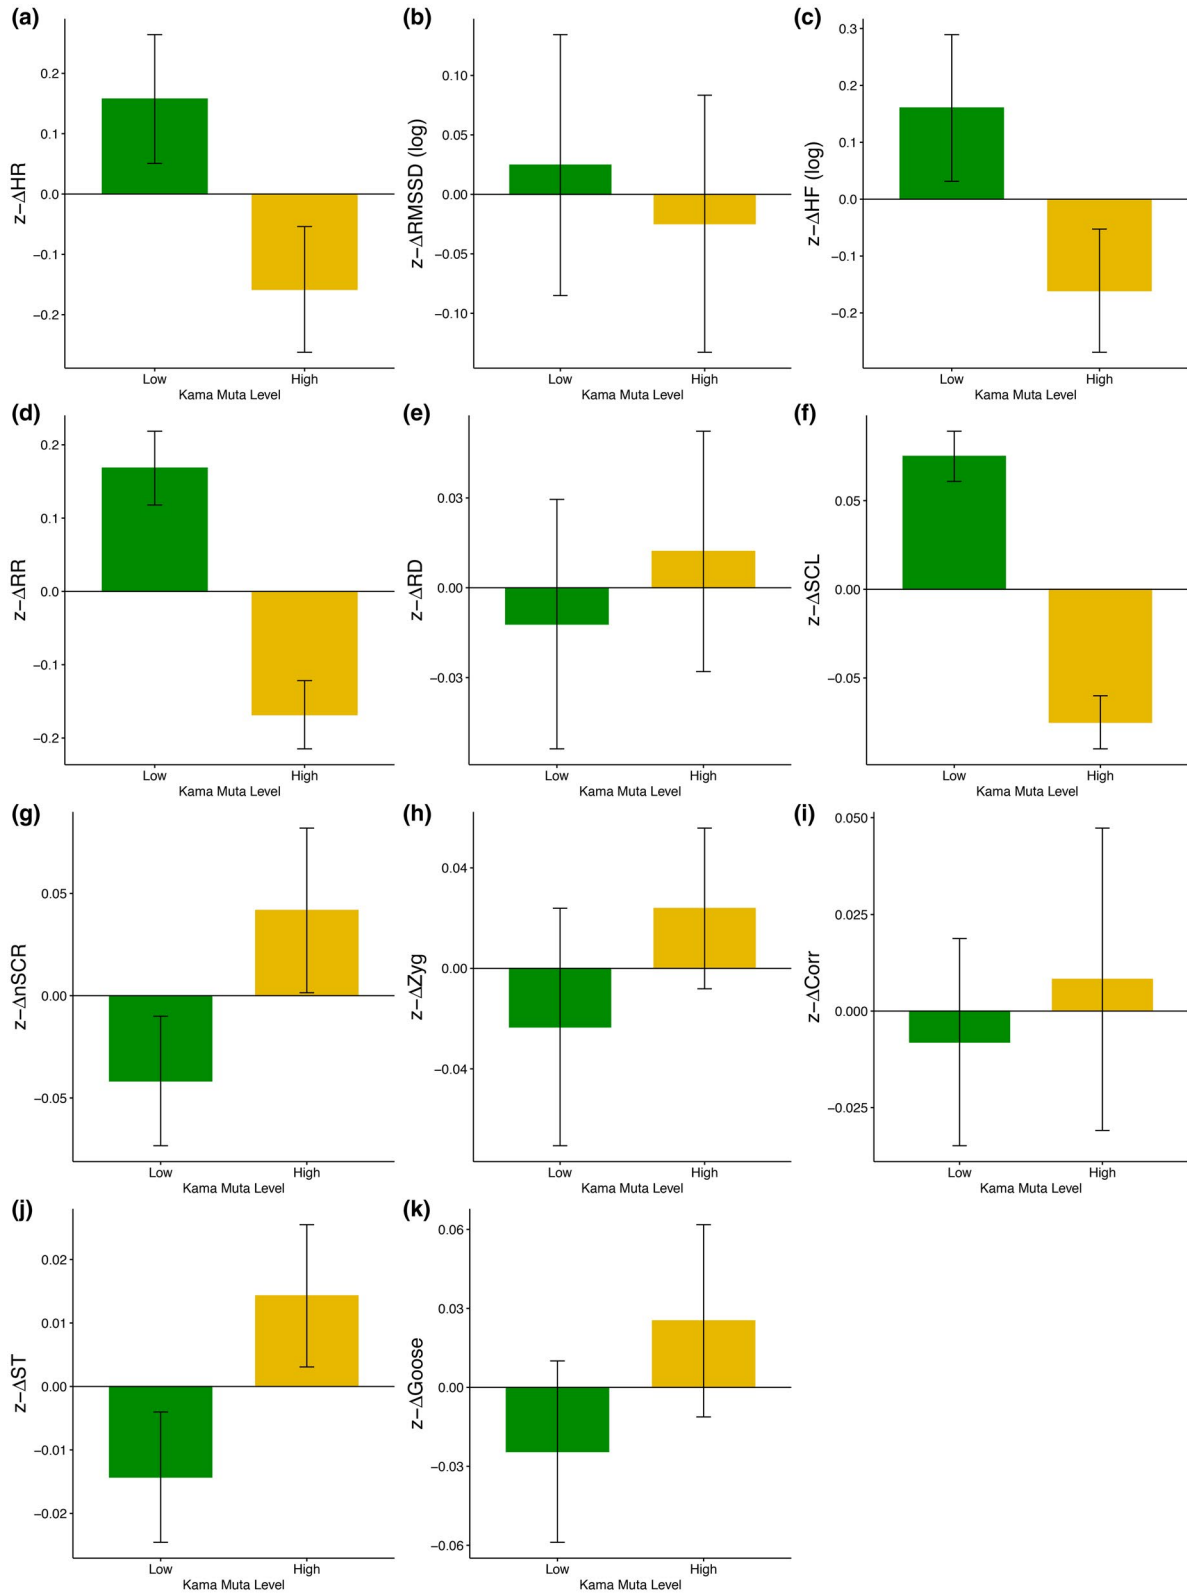 (a)
z−ΔHR
0.2
0.1
0.0
−0.1
−0.2
Low High
Kama Muta Level
(b)
z−ΔRMSSD (log)
0.10
0.05
0.00
−0.05
−0.10
Low High
Kama Muta Level
(c)
z−ΔHF (log)
0.3
0.2
0.1
0.0
−0.1
−0.2
Low High
Kama Muta Level
(d)
z−ΔRR
0.2
0.1
0.0
−0.1
−0.2
Low High
Kama Muta Level
(e)
z−ΔRD
0.03
0.00
−0.03
Low High
Kama Muta Level
(f)
z−ΔSCL
0.05
0.00
−0.05
Low High
Kama Muta Level
(g)
z−ΔnSCR
0.05
0.00
−0.05
Low High
Kama Muta Level
(h)
z−ΔZyg
0.04
0.00
−0.04
Low High
Kama Muta Level
(i)
z−ΔCorr
0.050
0.025
0.000
−0.025
Low High
Kama Muta Level
(j)
z−ΔST
0.02
0.01
0.00
−0.01
−0.02
Low High
Kama Muta Level
(k)
z−ΔGoose
0.06
0.03
0.00
−0.03
−0.06
Low High
Kama Muta Level